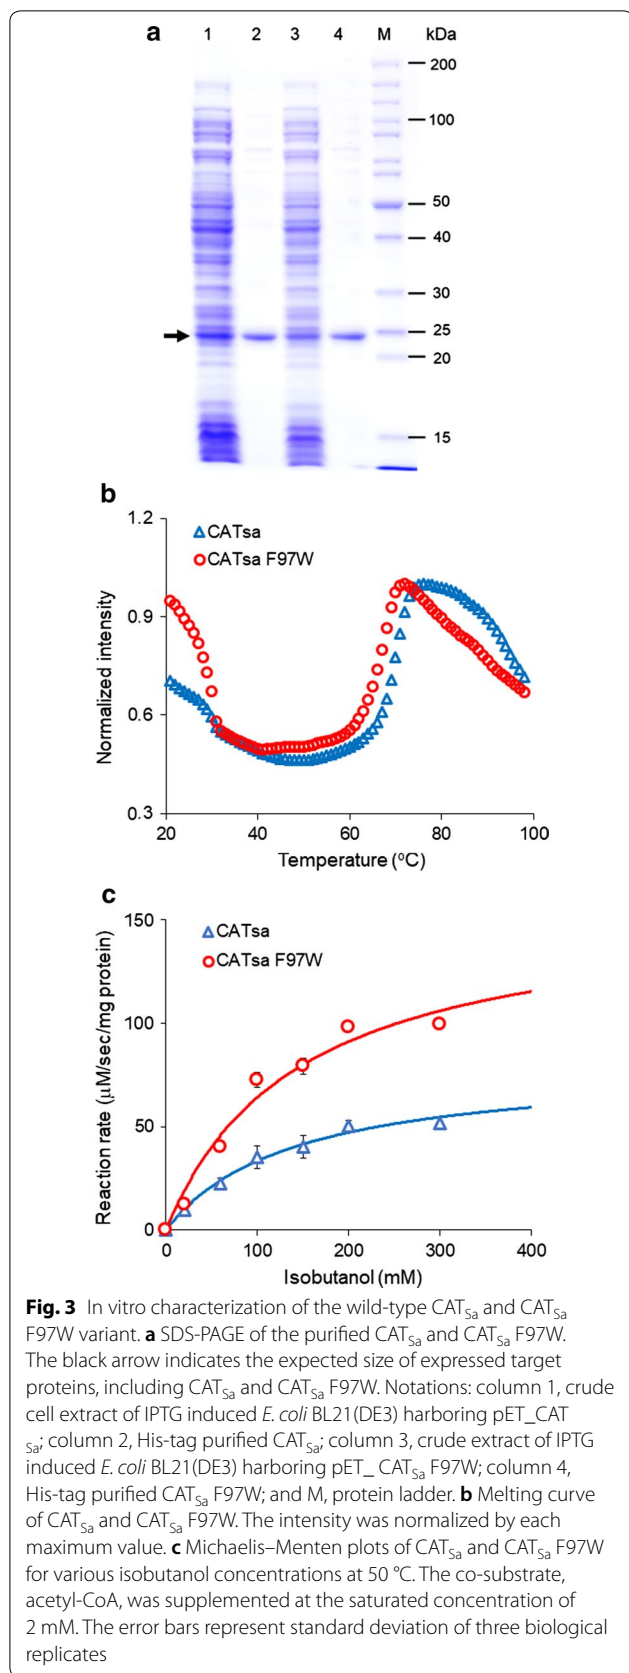 a 1 2 3 4 M kDa
200
100
50
40
30
25
20
15
b
1.2
0.9
0.6
0.3
Normalized intensity
CATsa
CATsa F97W
20 40 60 80 100
Temperature (ºC)
c
150
100
50
0
Reaction rate (μM/sec/mg protein)
CATsa
CATsa F97W
0 100 200 300 400
Isobutanol (mM)
Fig. 3 In vitro characterization of the wild-type CATSa and CATSa
F97W variant. a SDS-PAGE of the purified CATSa and CATSa F97W.
The black arrow indicates the expected size of expressed target
proteins, including CATSa and CATSa F97W. Notations: column 1, crude
cell extract of IPTG induced E. coli BL21(DE3) harboring pET_CAT
Sa; column 2, His-tag purified CATSa; column 3, crude extract of IPTG
induced E. coli BL21(DE3) harboring pET_ CATSa F97W; column 4,
His-tag purified CATSa F97W; and M, protein ladder. b Melting curve
of CATSa and CATSa F97W. The intensity was normalized by each
maximum value. c Michaelis–Menten plots of CATSa and CATSa F97W
for various isobutanol concentrations at 50 °C. The co-substrate,
acetyl-CoA, was supplemented at the saturated concentration of
2 mM. The error bars represent standard deviation of three biological
replicates